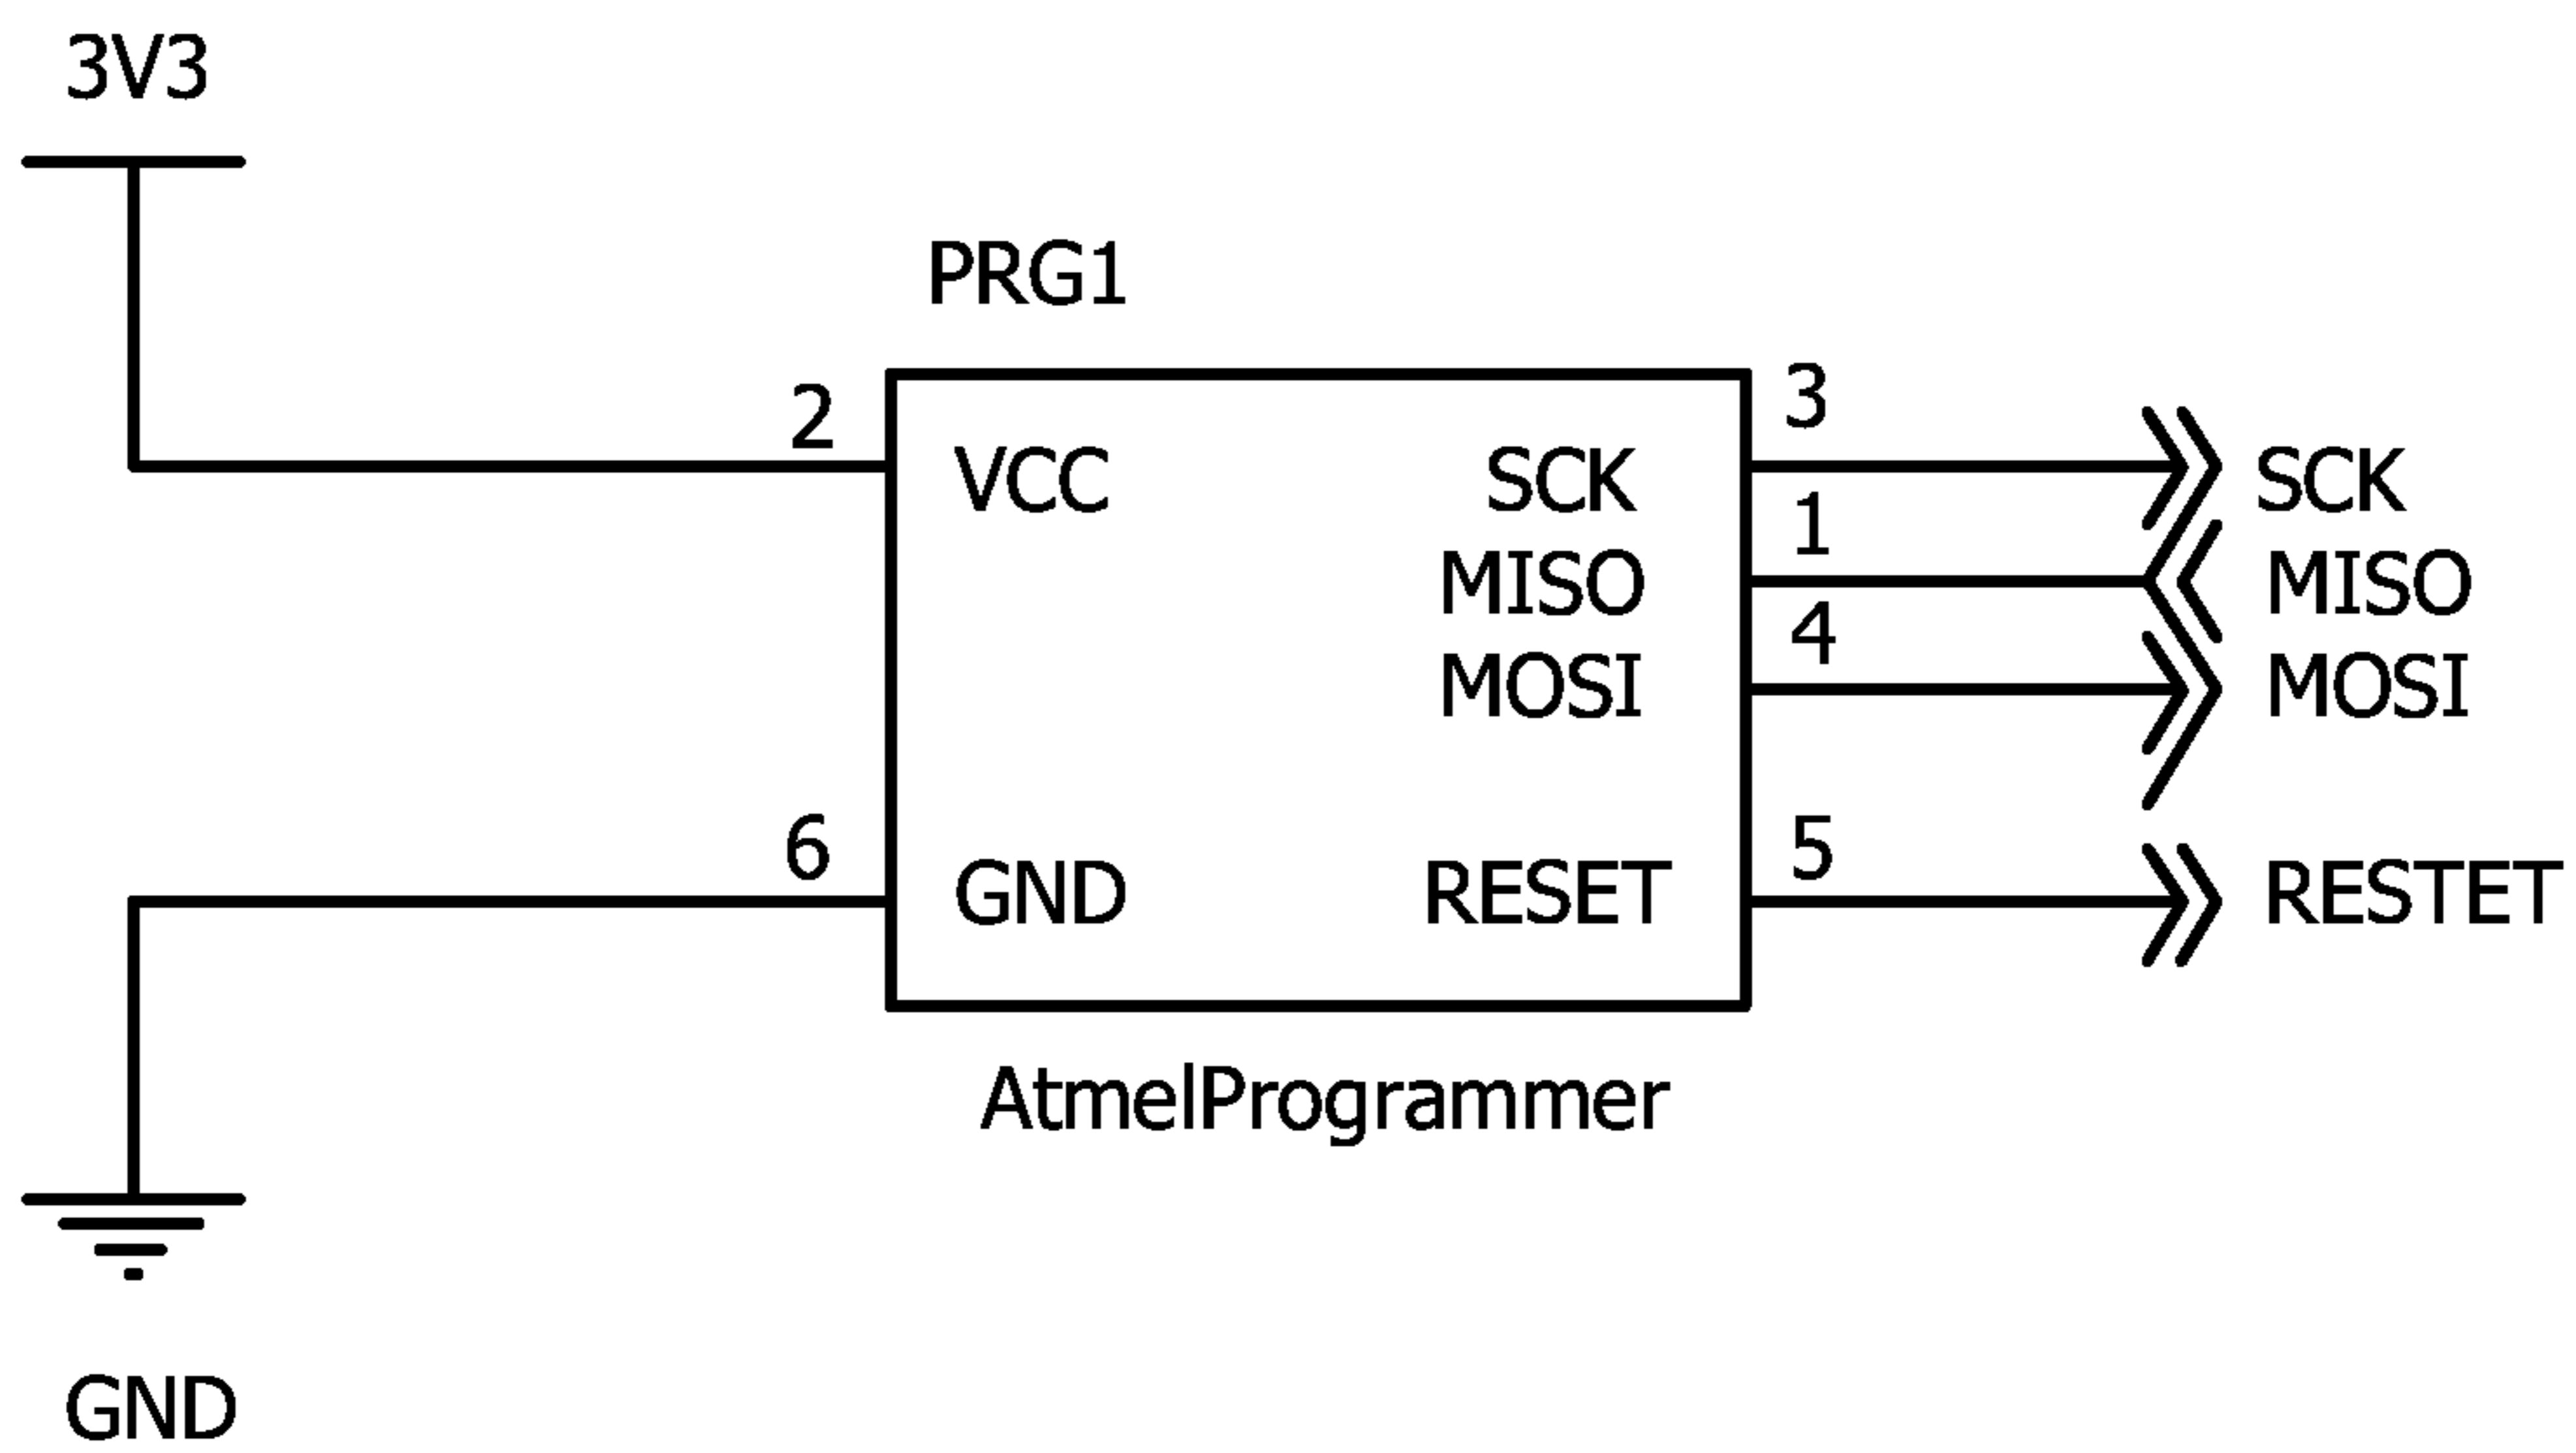 3V3
PRG1
2
3
VCC
SCK
SCK
1
MISO
MISO
4
MOSI
MOSI
6
5
GND
RESET
RESTET
AtmelProgrammer
GND